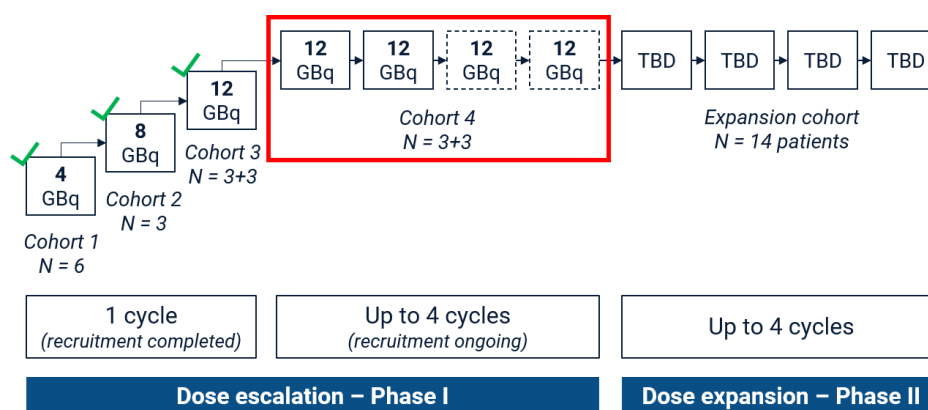 4
GBq
Cohort 1
N = 6
8
GBq
Cohort 2
N = 3
12
GBq
Cohort 3
N = 3+3
12
GBq
12
GBq
12
GBq
12
GBq
Cohort 4
N = 3+3
TBD
TBD
TBD
TBD
Expansion cohort
N = 14 patients
1 cycle
(recruitment completed)
Up to 4 cycles
(recruitment ongoing)
Up to 4 cycles
Dose escalation – Phase I
Dose expansion – Phase II